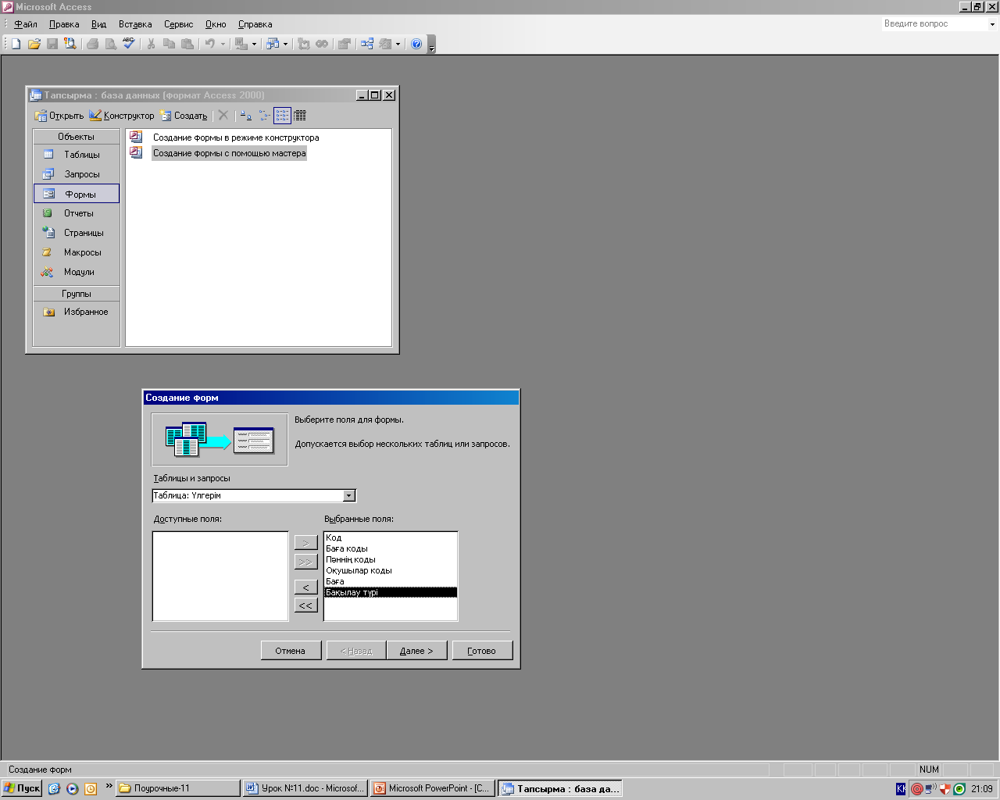 Microsoft Access
Файл Правка Вид Вставка Сервис Окно Справка
Введите вопрос
Тапсырма : база данных (формат Access 2000)
Открыть Конструктор Создать
Объекты
Таблицы
Запросы
Формы
Отчеты
Страницы
Макросы
Модули
Группы
Избранное
Создание формы в режиме конструктора
Создание формы с помощью мастера
Создание форм
Выберите поля для формы.
Допускается выбор нескольких таблиц или запросов.
Таблицы и запросы
Таблица: Үлгерім
Доступные поля:
Выбранные поля:
Код
Баға коды
Пәннің коды
Оқушылар коды
Баға
Бақылау түрі
>
>>
<
<<
Отмена
< Назад
Далее >
Готово
Создание форм
NUM
Пуск
»
Поурочные-11
Урок №11.doc - Microsof...
Microsoft PowerPoint - [С...
Тапсырма : база да...
KK
21:09